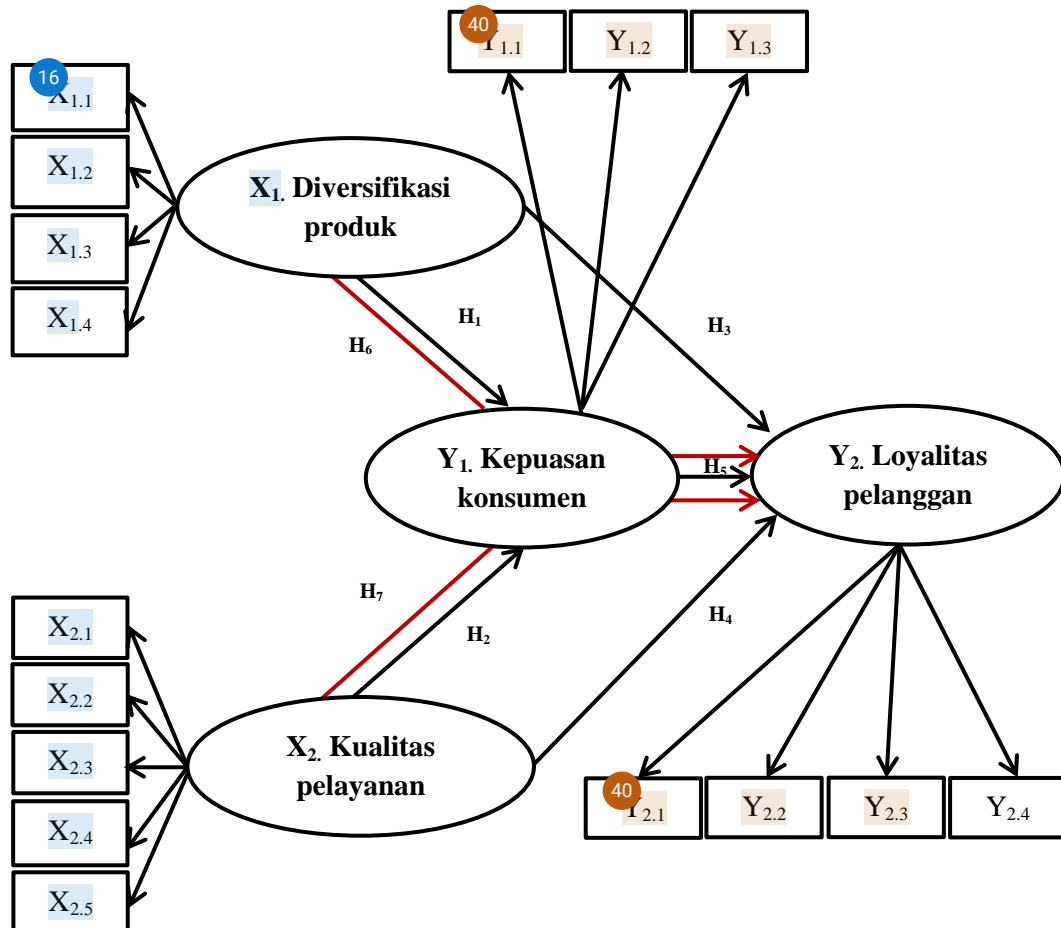 40
Y1.1
Y1.2
Y1.3
16
X1.1
X1.2
X1.3
X1.4
X1. Diversifikasi
produk
H1
H6
H3
Y1. Kepuasan
konsumen
H5
Y2. Loyalitas
pelanggan
H7
H2
H4
X2.1
X2.2
X2.3
X2.4
X2.5
X2. Kualitas
pelayanan
40
Y2.1
Y2.2
Y2.3
Y2.4